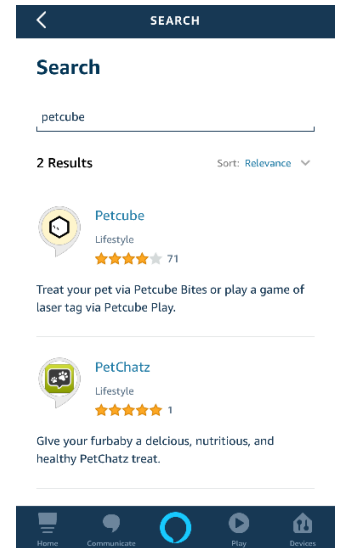 SEARCH
Search
petcube
2 Results
Sort: Relevance
Petcube
Lifestyle
71
Treat your pet via Petcube Bites or play a game of
laser tag via Petcube Play.
PetChatz
Lifestyle
1
GIve your furbaby a delcious, nutritious, and
healthy PetChatz treat.
Home Communicate Play Devices